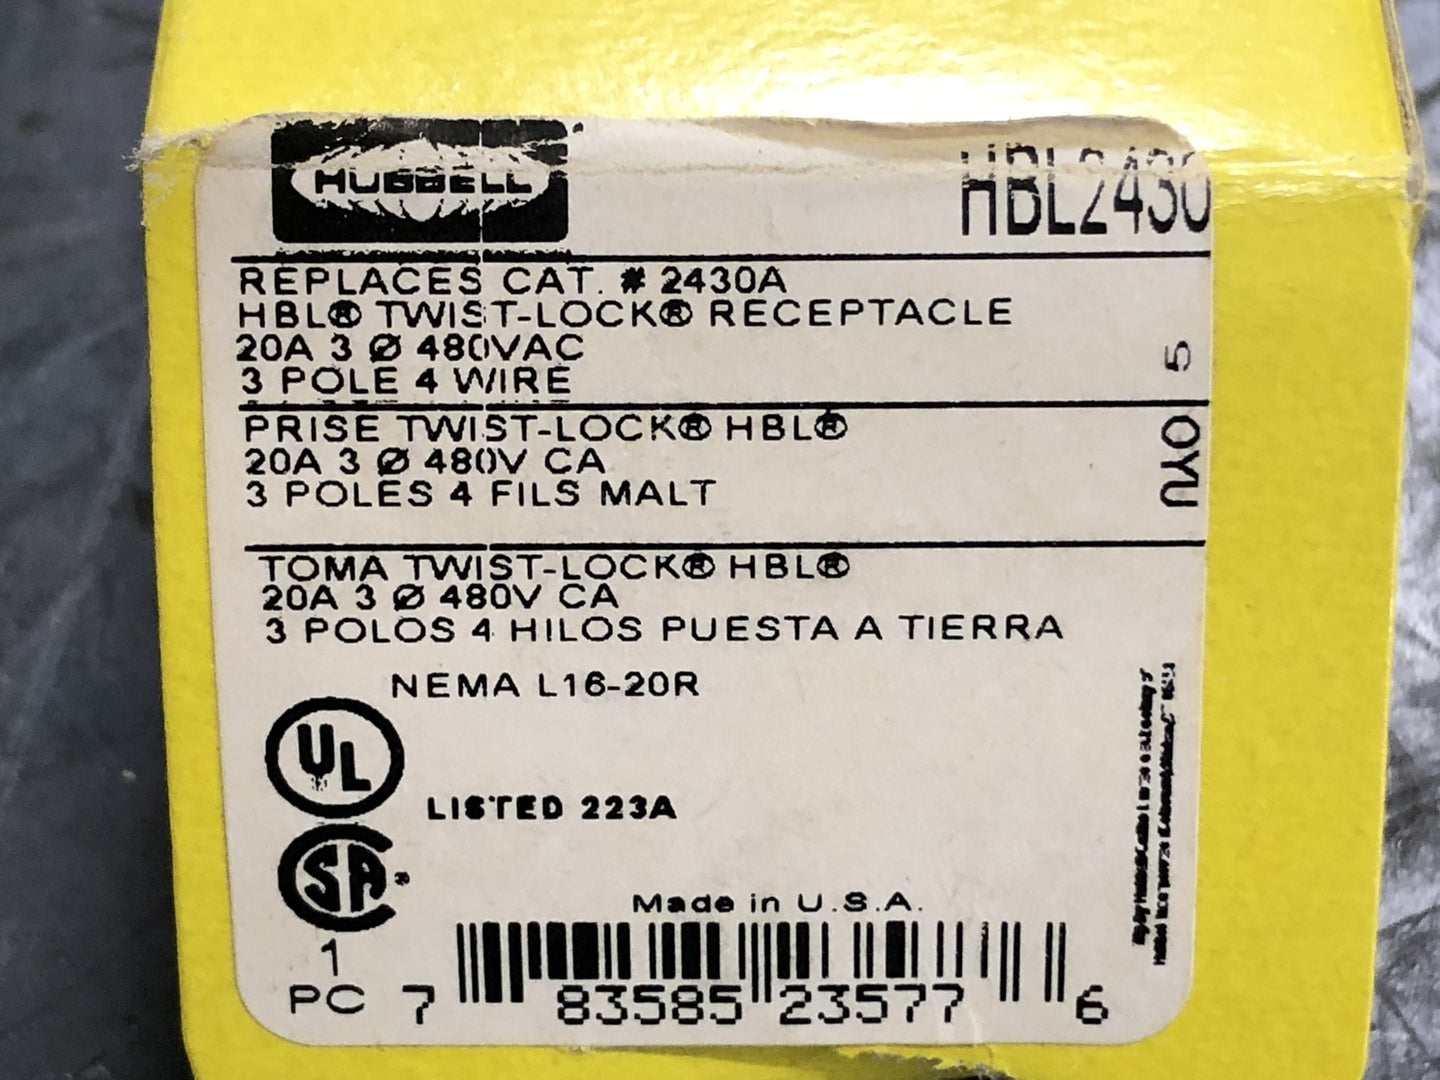 HUBBELL
HBL2430
REPLACES CAT. # 2430A
HBL® TWIST-LOCK® RECEPTACLE
20A 3 Ø 480VAC
3 POLE 4 WIRE
PRISE TWIST-LOCK® HBL®
20A 3 Ø 480V CA
3 POLES 4 FILS MALT
5
OYU
TOMA TWIST-LOCK® HBL®
20A 3 Ø 480V CA
3 POLOS 4 HILOS PUESTA A TIERRA
NEMA L16-20R
UL
LISTED 223A
SA®
Made in U.S.A.
1
PC
7 83585 23577 6